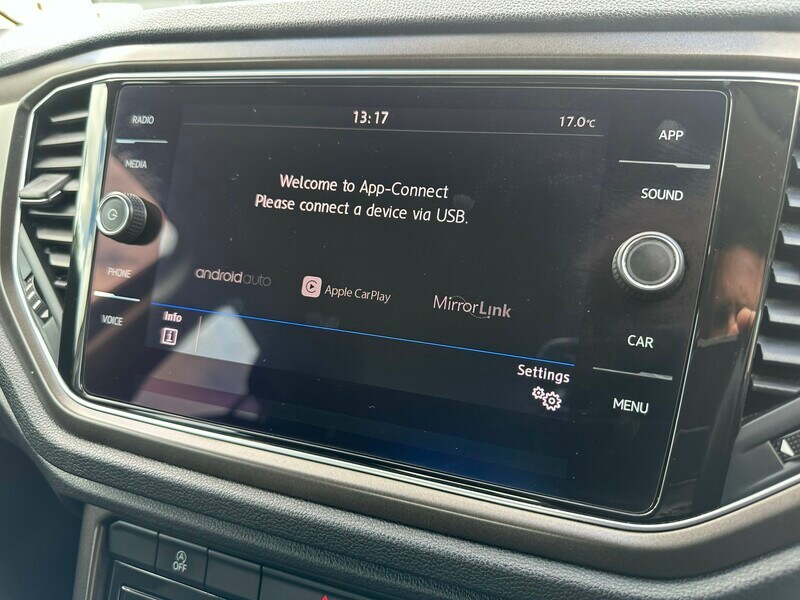 RADIO
MEDIA
PHONE
VOICE
13:17
17.0°C
Welcome to App-Connect
Please connect a device via USB.
androidauto
Apple CarPlay
MirrorLink
Info
i
Settings
APP
SOUND
CAR
MENU
A
OFF